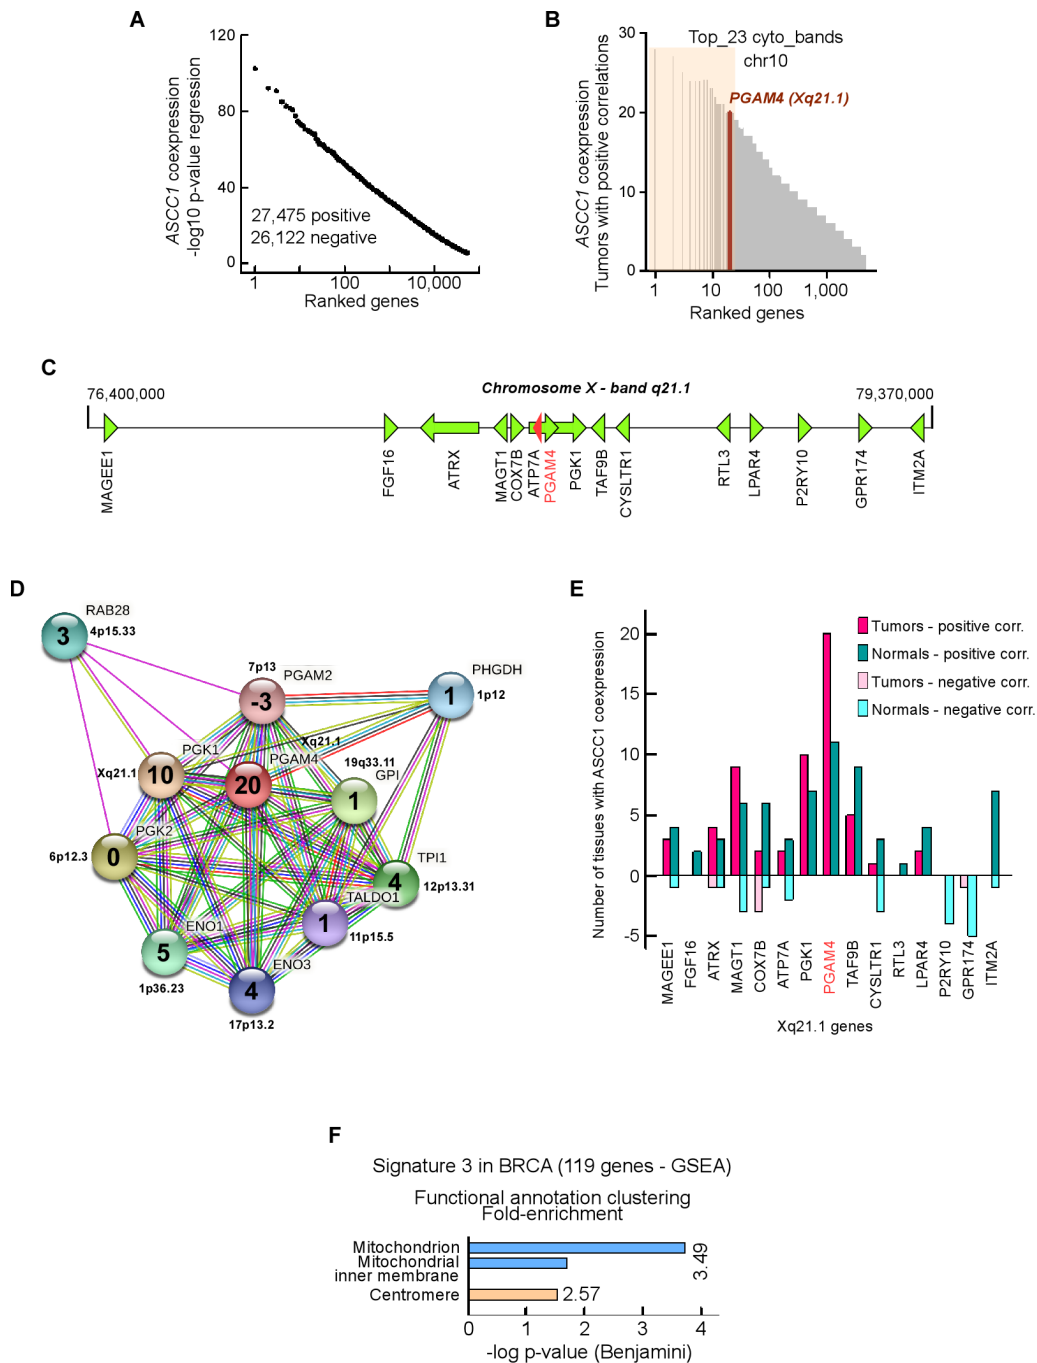 A
120
80
40
0
ASCC1 coexpression
-log10 p-value regression
27,475 positive
26,122 negative
1
100
10,000
Ranked genes
B
30
20
10
0
ASCC1 coexpression
Tumors with positive correlations
Top_23 cyto_bands
chr10
PGAM4 (Xq21.1)
1
10
100
1,000
Ranked genes
C
Chromosome X - band q21.1
76,400,000
79,370,000
MAGEE1
FGF16
ATRX
MAGT1
COX7B
ATP7A
PGAM4
PGK1
TAF9B
CYSLTR1
RTL3
LPAR4
P2RY10
GPR174
ITM2A
D
RAB28
3
4p15.33
7p13
PGAM2
-3
PHGDH
1
1p12
Xq21.1
PGK1
Xq21.1
10
PGAM4
20
19q33.11
GPI
1
PGK2
6p12.3
0
TPI1
4
12p13.31
TALDO1
1
11p15.5
ENO1
5
1p36.23
ENO3
4
17p13.2
E
20
15
10
5
0
-5
Number of tissues with ASCC1 coexpression
Tumors - positive corr.
Normals - positive corr.
Tumors - negative corr.
Normals - negative corr.
MAGEE1
FGF16
ATRX
MAGT1
COX7B
ATP7A
PGK1
PGAM4
TAF9B
CYSLTR1
RTL3
LPAR4
P2RY10
GPR174
ITM2A
Xq21.1 genes
F
Signature 3 in BRCA (119 genes - GSEA)
Functional annotation clustering
Fold-enrichment
Mitochondrion
Mitochondrial
inner membrane
3.49
Centromere
2.57
0
1
2
3
4
-log p-value (Benjamini)